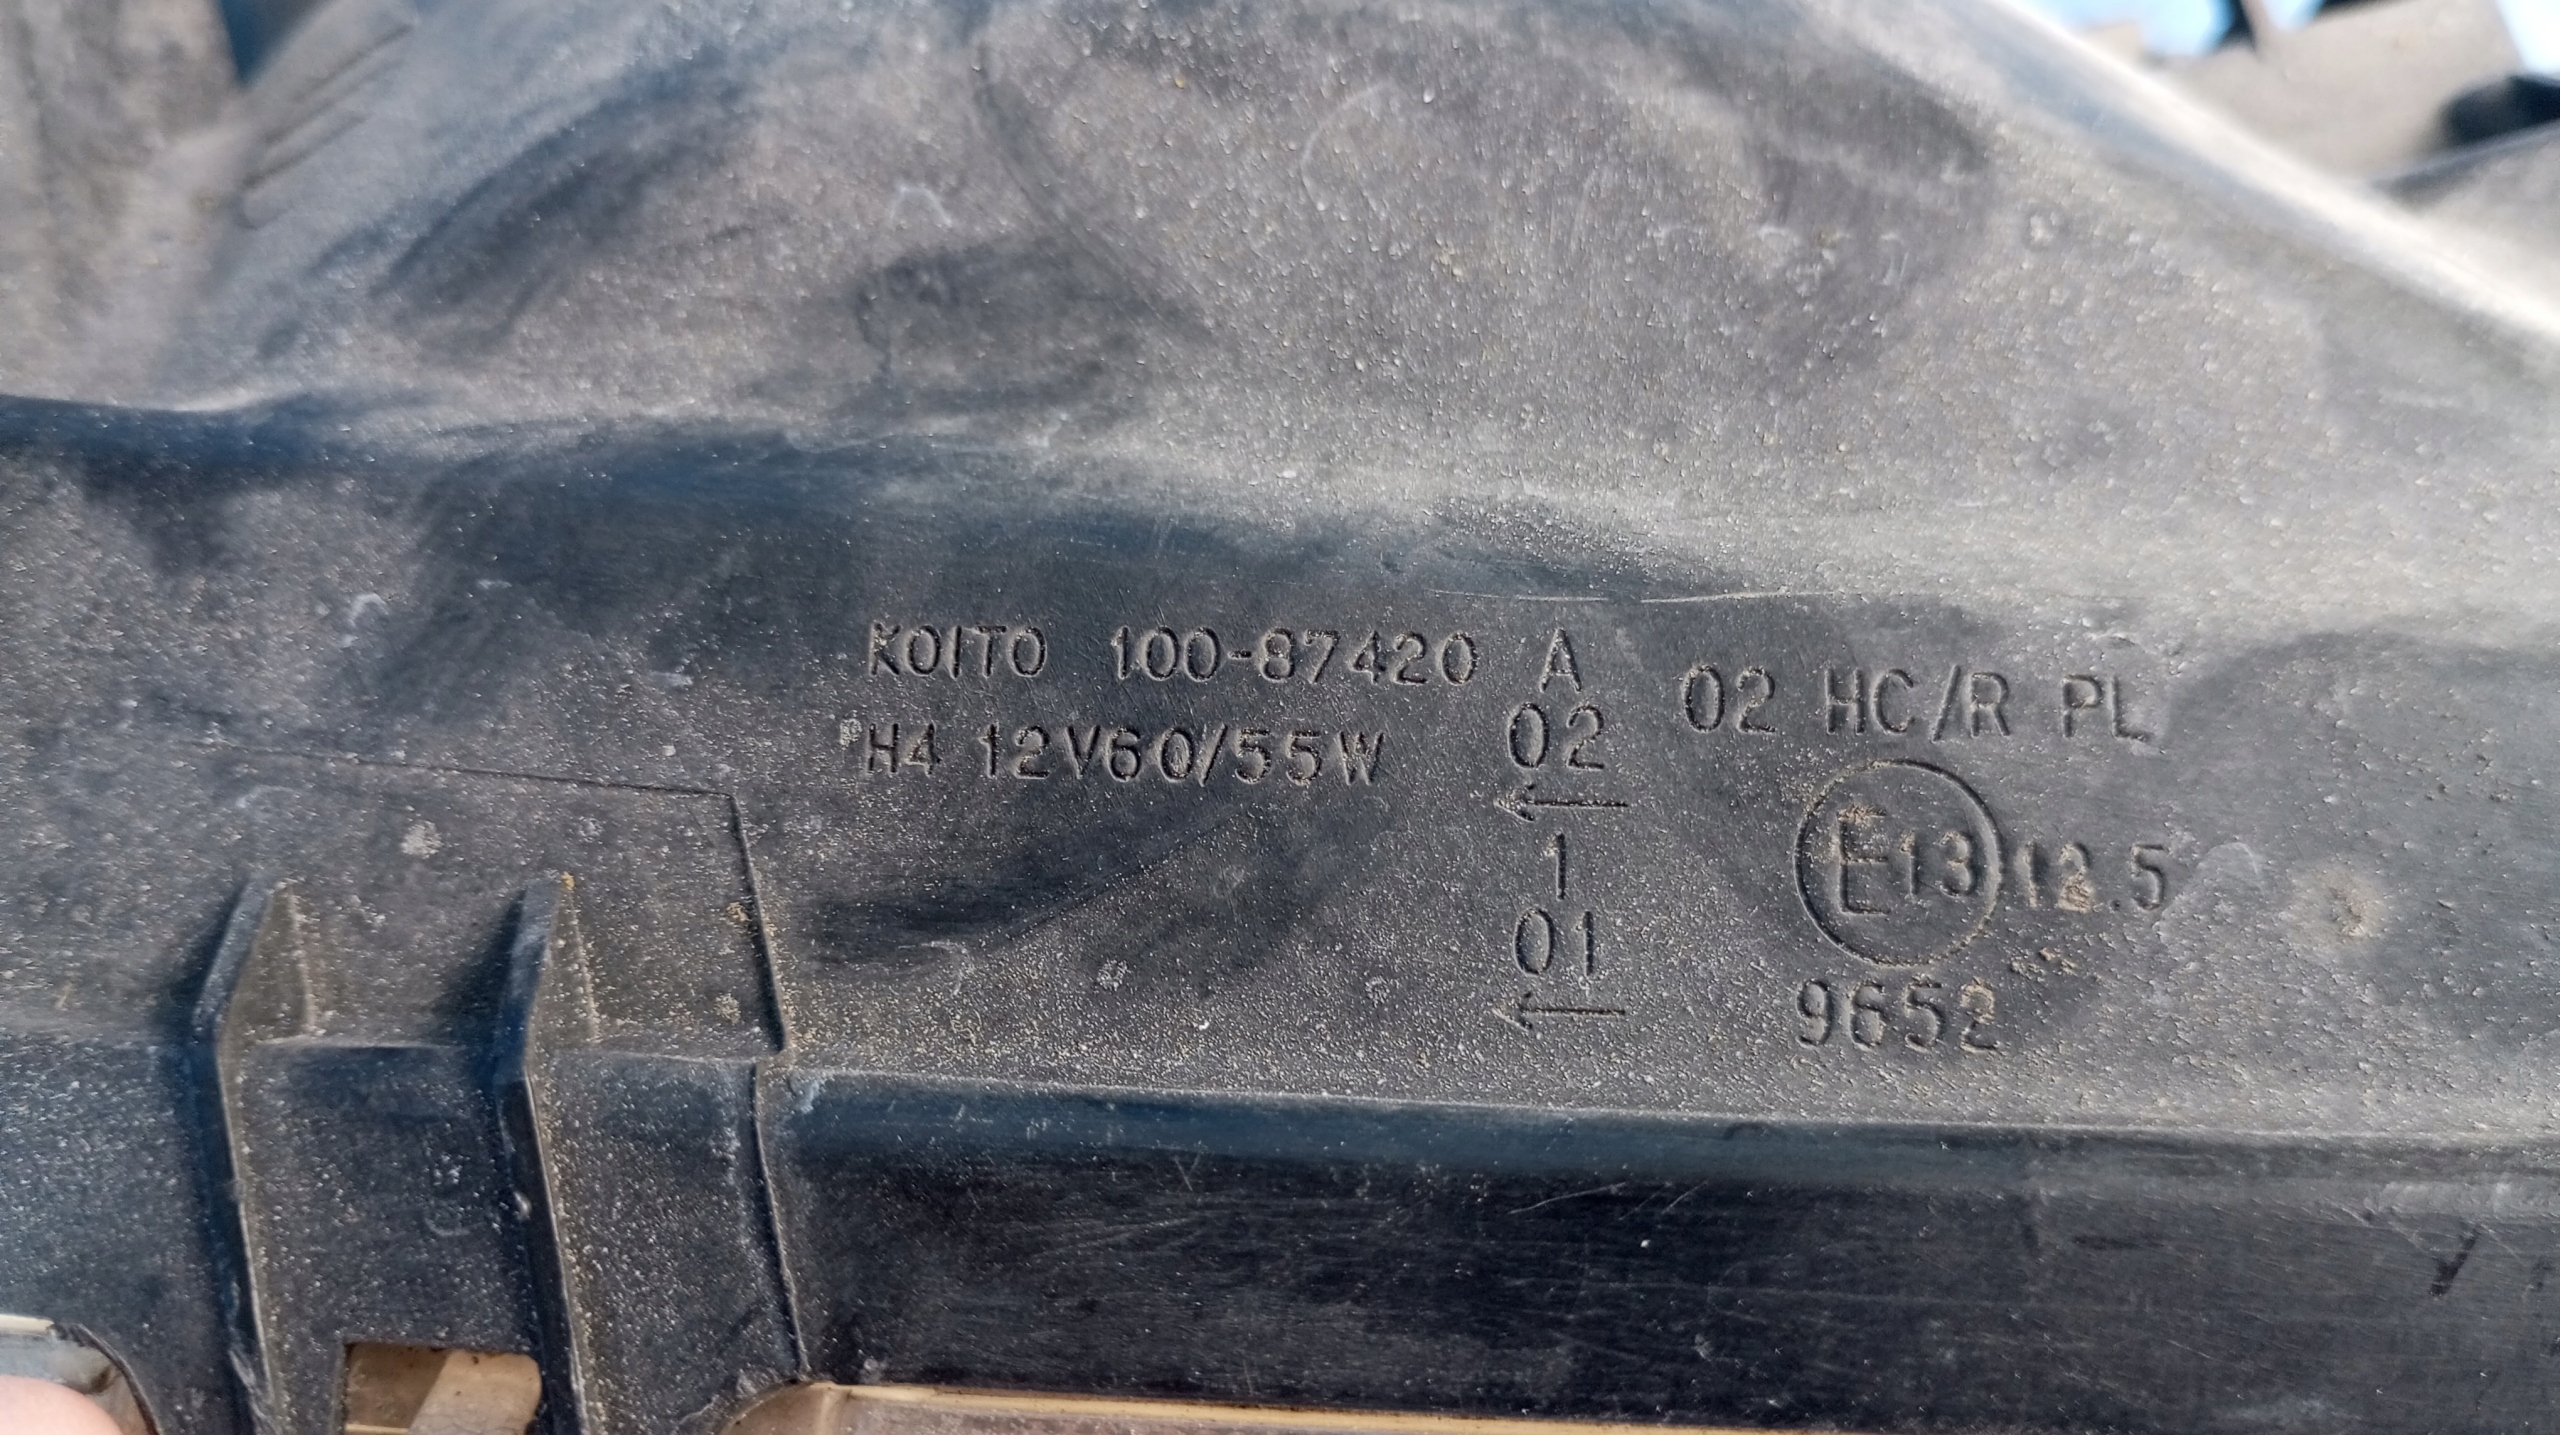 KOITO 100-87420 A
H4 12V60/55W
02
←
1
01
←
02 HC/R PL
E13 12.5
9652